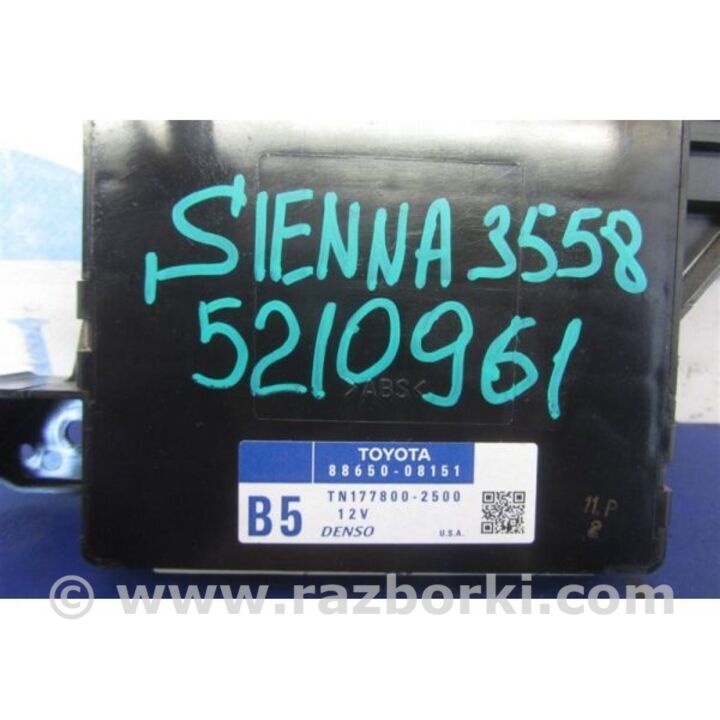 SIENNA 3558
5210961
>ABS<
TOYOTA
88650-08151
TN177800-2500
B5 12V
DENSO U.S.A.
11.P
2
© www.razborki.com